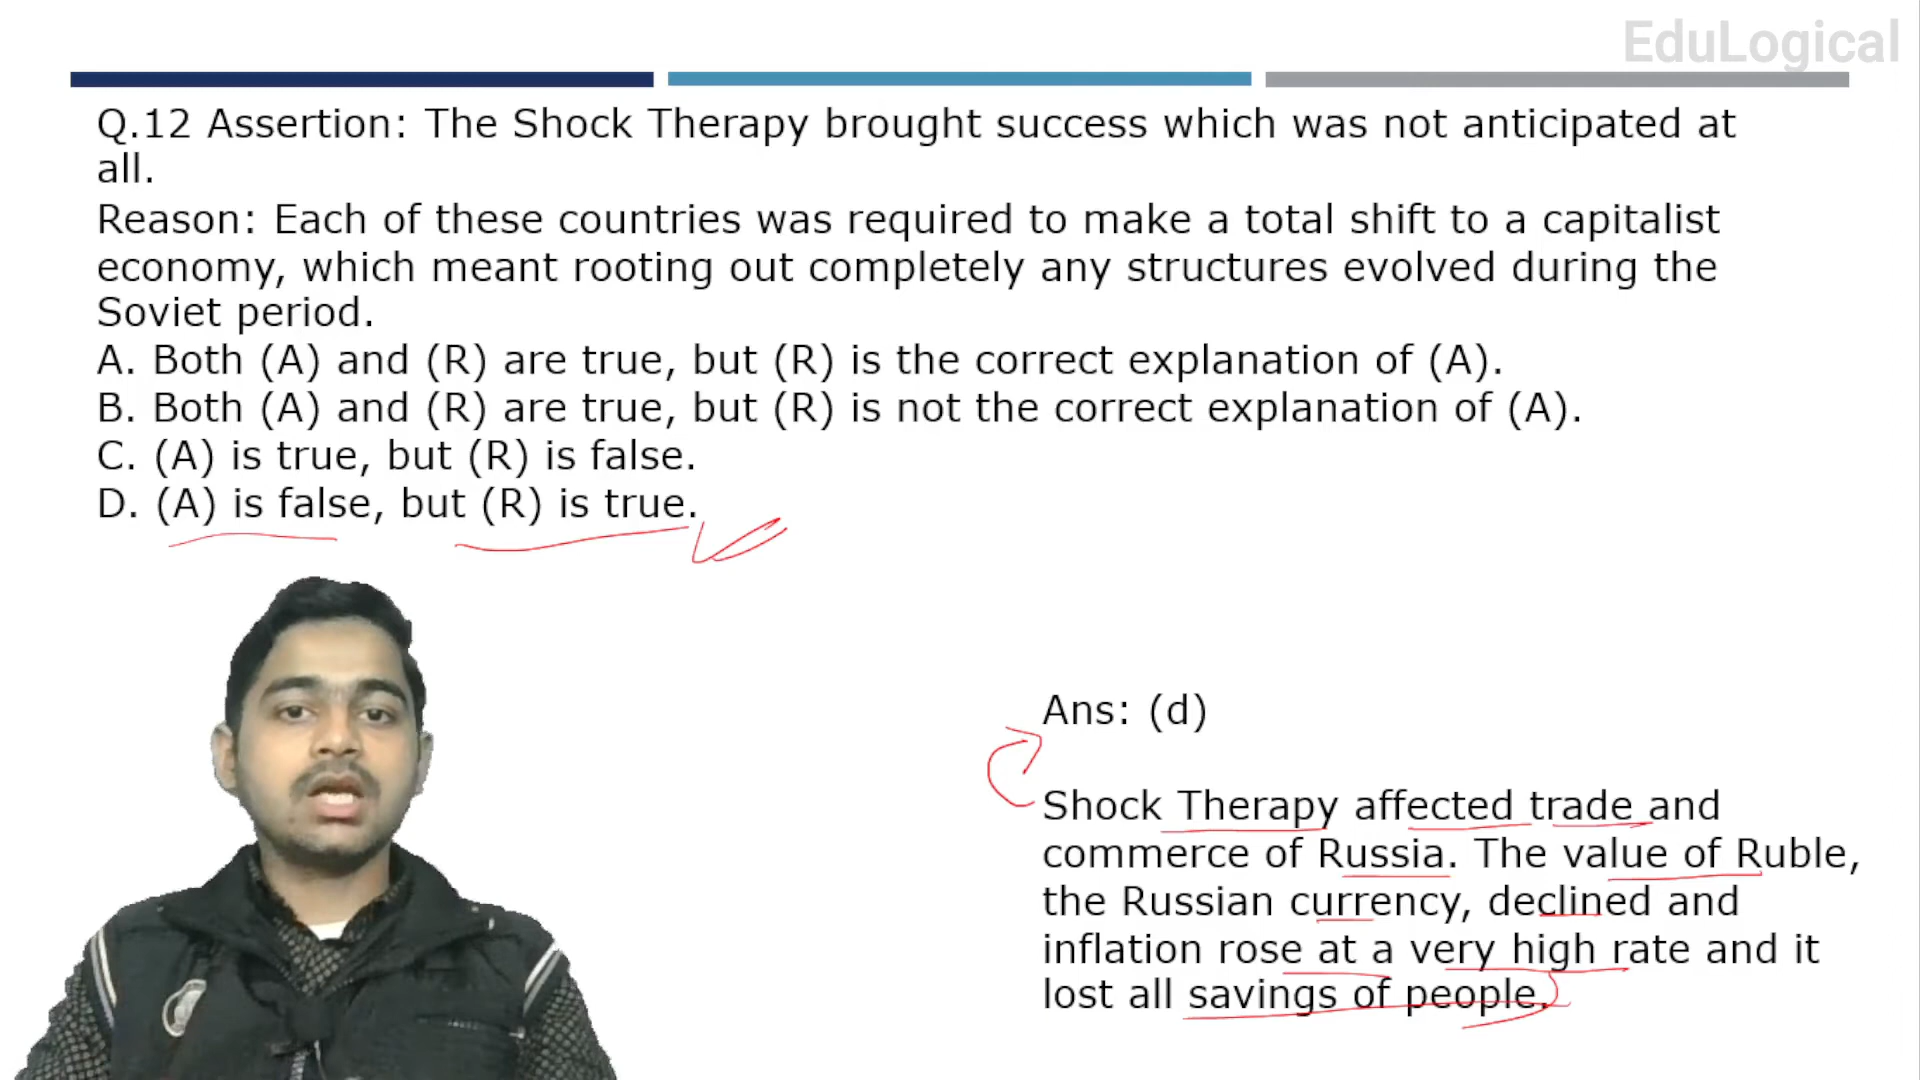 EduLogical
Q.12 Assertion: The Shock Therapy brought success which was not anticipated at
all.
Reason: Each of these countries was required to make a total shift to a capitalist
economy, which meant rooting out completely any structures evolved during the
Soviet period.
A. Both (A) and (R) are true, but (R) is the correct explanation of (A).
B. Both (A) and (R) are true, but (R) is not the correct explanation of (A).
C. (A) is true, but (R) is false.
D. (A) is false, but (R) is true.
Ans: (d)
Shock Therapy affected trade and
commerce of Russia. The value of Ruble,
the Russian currency, declined and
inflation rose at a very high rate and it
lost all savings of people.